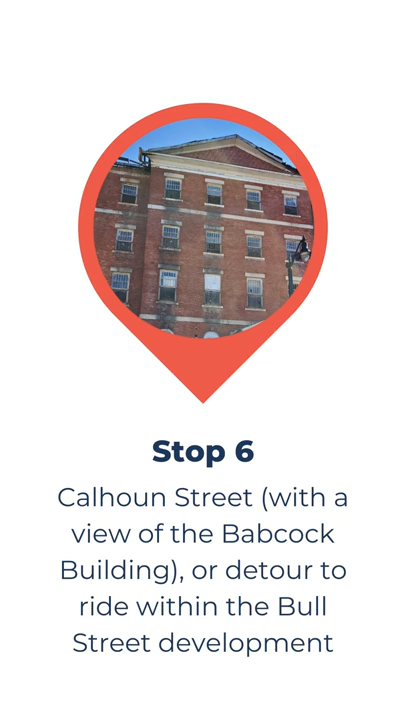 Stop 6
Calhoun Street (with a
view of the Babcock
Building), or detour to
ride within the Bull
Street development